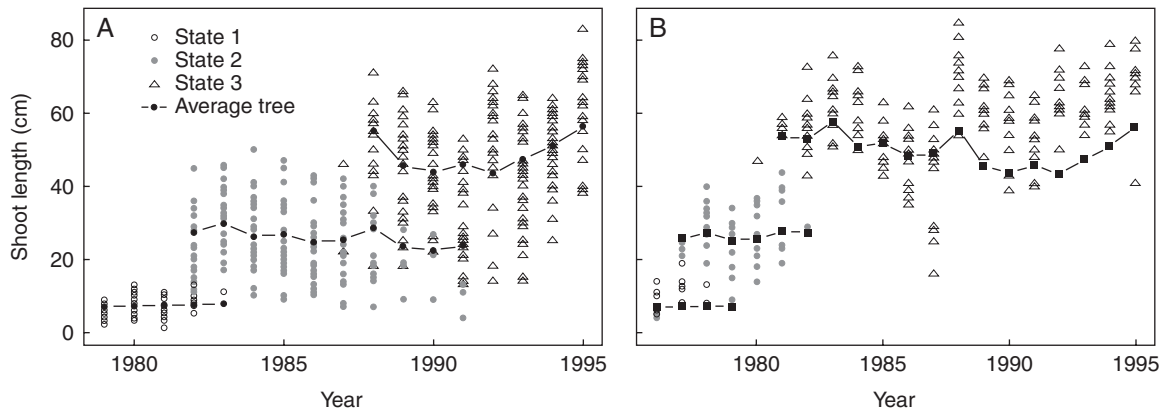 A
B
State 1
State 2
State 3
Average tree
Shoot length (cm)
80
60
40
20
0
1980
1985
1990
1995
1980
1985
1990
1995
Year
Year